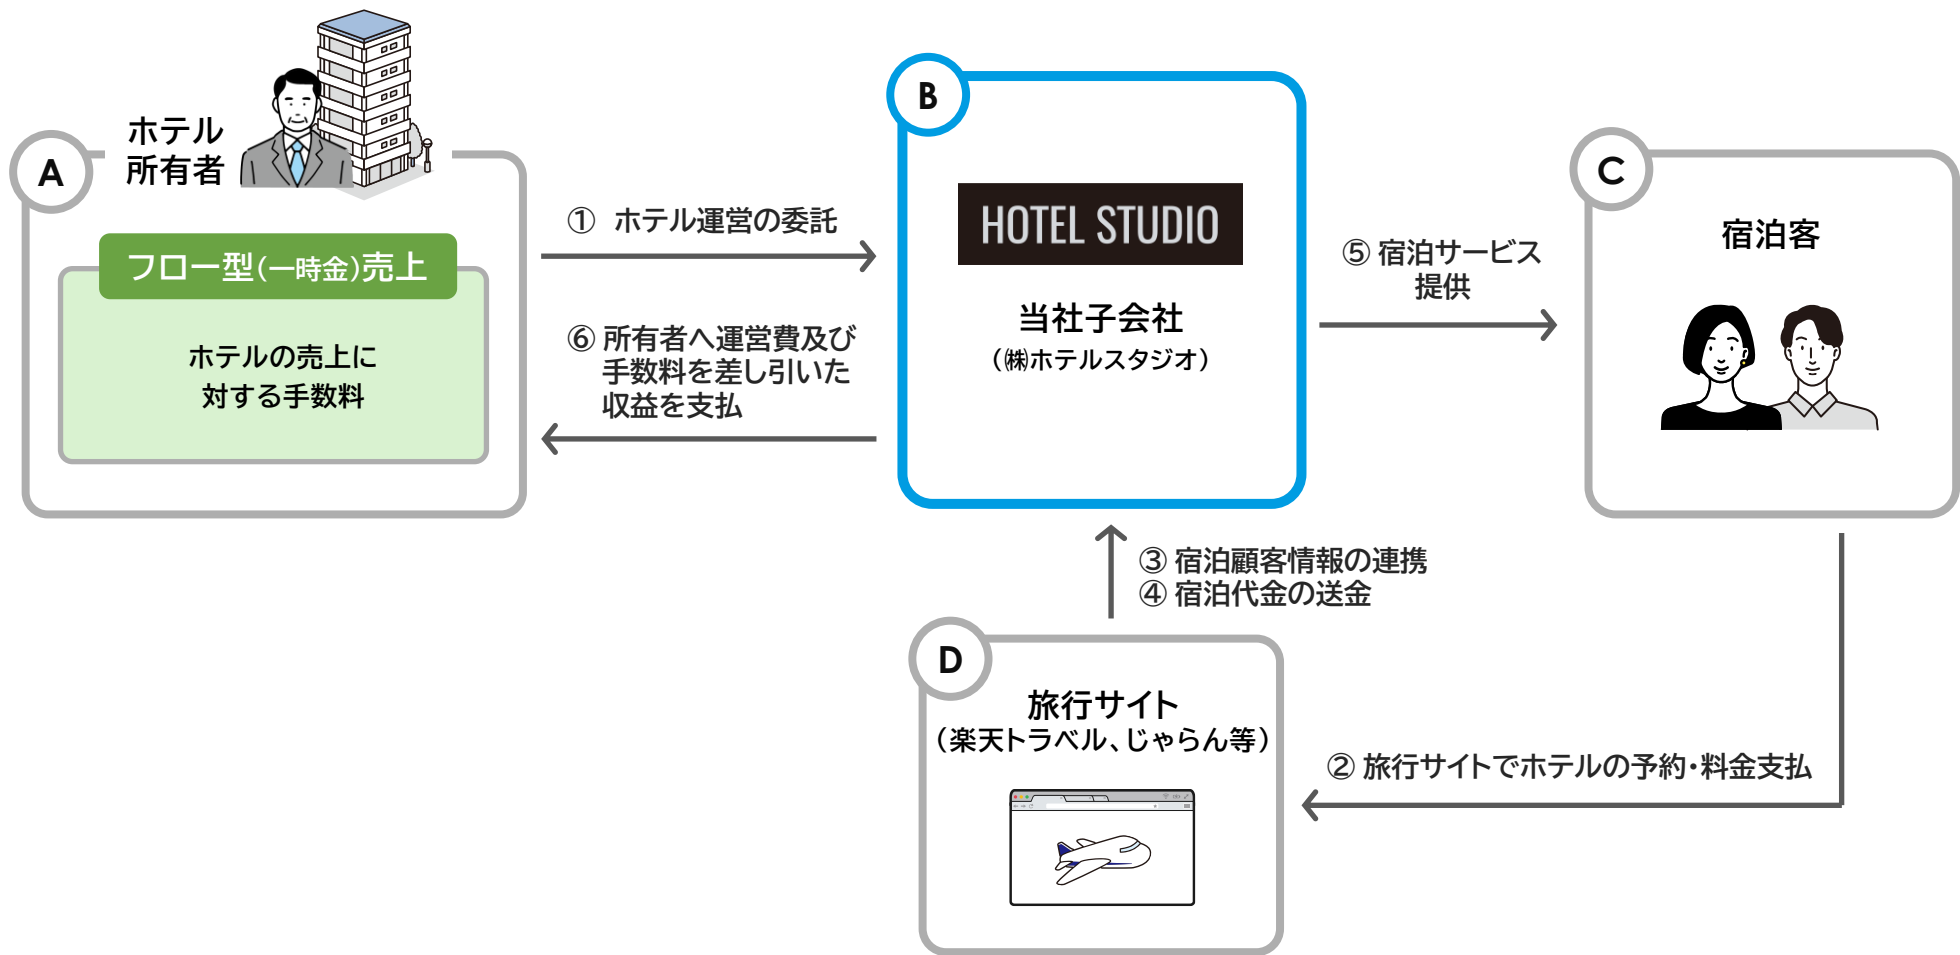 A
ホテル
所有者
フロー型(一時金)売上
ホテルの売上に
対する手数料
① ホテル運営の委託
⑥ 所有者へ運営費及び
手数料を差し引いた
収益を支払
B
HOTEL STUDIO
当社子会社
(㈱ホテルスタジオ)
⑤ 宿泊サービス
提供
C
宿泊客
③ 宿泊顧客情報の連携
④ 宿泊代金の送金
D
旅行サイト
(楽天トラベル、じゃらん等)
② 旅行サイトでホテルの予約・料金支払